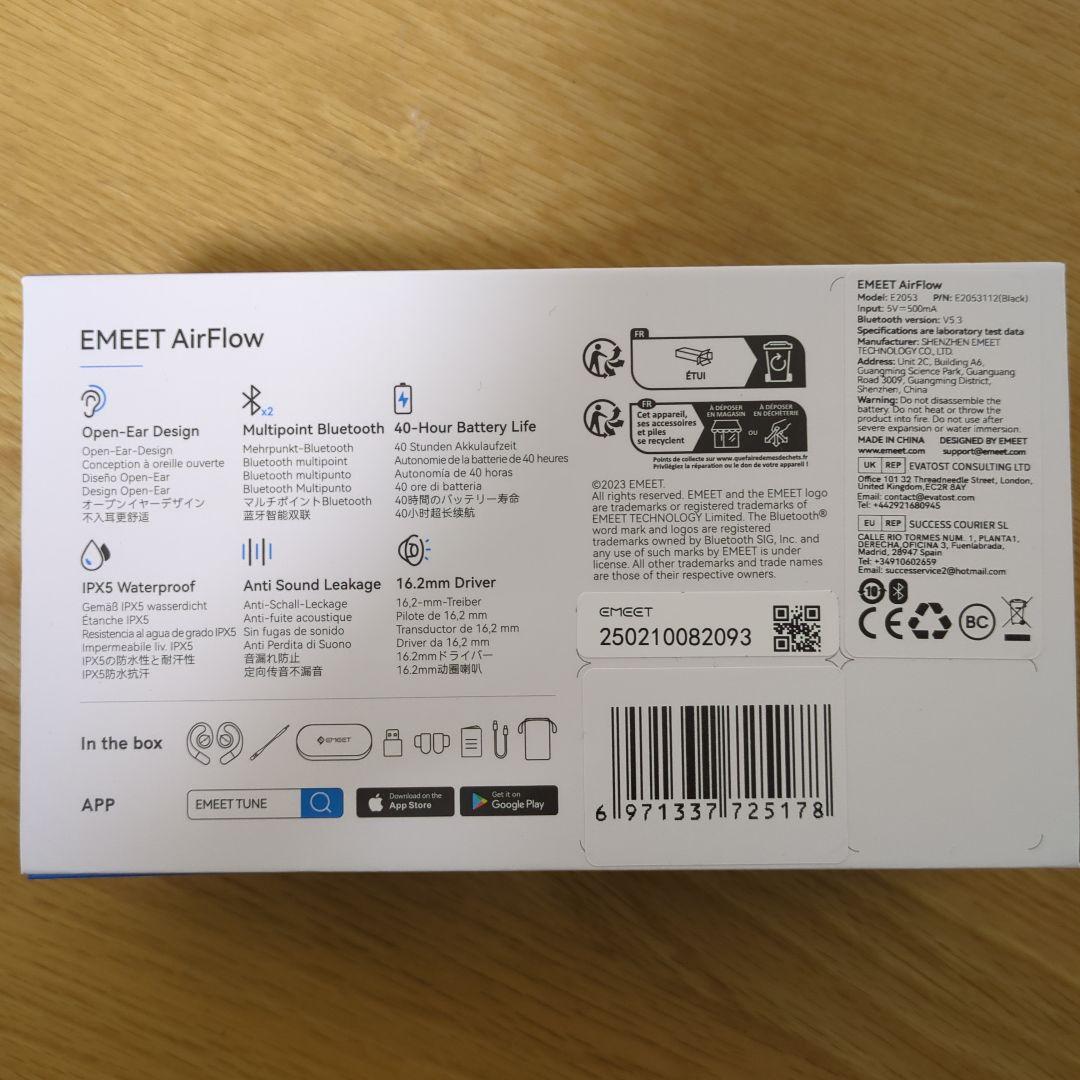 EMEET AirFlow
x2
Open-Ear Design
Open-Ear-Design
Conception à oreille ouverte
Diseño Open-Ear
Design Open-Ear
オープンイヤーデザイン
不入耳更舒适
Multipoint Bluetooth
Mehrpunkt-Bluetooth
Bluetooth multipoint
Bluetooth multipunto
Bluetooth Multipunto
マルチポイントBluetooth
蓝牙智能双联
40-Hour Battery Life
40 Stunden Akkulaufzeit
Autonomie de la batterie de 40 heures
Autonomía de 40 horas
40 ore di batteria
40時間のバッテリー寿命
40小时超长续航
IPX5 Waterproof
Gemäß IPX5 wasserdicht
Étanche IPX5
Resistencia al agua de grado IPX5
Impermeabile liv. IPX5
IPX5の防水性と耐汗性
IPX5防水抗汗
Anti Sound Leakage
Anti-Schall-Leckage
Anti-fuite acoustique
Sin fugas de sonido
Anti Perdita di Suono
音漏れ防止
定向传音不漏音
16.2mm Driver
16,2-mm-Treiber
Pilote de 16,2 mm
Transductor de 16,2 mm
Driver da 16,2 mm
16.2mmドライバー
16.2mm动圈喇叭
In the box
EMEET
APP
EMEET TUNE
Download on the
App Store
Get it on
Google Play
FR
ÉTUI
FR
Cet appareil,
ses accessoires
et piles
se recyclent
À DÉPOSER
EN MAGASIN
OU
À DÉPOSER
EN DÉCHÈTERIE
Points de collecte sur www.quefairedemesdechets.fr
Privilégiez la réparation ou le don de votre appareil !
©2023 EMEET.
All rights reserved. EMEET and the EMEET logo
are trademarks or registered trademarks of
EMEET TECHNOLOGY Limited. The Bluetooth®
word mark and logos are registered
trademarks owned by Bluetooth SIG, Inc. and
any use of such marks by EMEET is under
license. All other trademarks and trade names
are those of their respective owners.
EMEET
250210082093
6 971337 725178
EMEET AirFlow
Model: E2053 P/N: E2053112(Black)
Input: 5V⎓500mA
Bluetooth version: V5.3
Specifications are laboratory test data
Manufacturer: SHENZHEN EMEET
TECHNOLOGY CO., LTD.
Address: Unit 2C, Building A6,
Guangming Science Park, Guanguang
Road 3009, Guangming District,
Shenzhen, China
Warning: Do not disassemble the
battery. Do not heat or throw the
product into fire. Do not use after
severe expansion or water immersion.
MADE IN CHINA DESIGNED BY EMEET
www.emeet.com support@emeet.com
UK REP EVATOST CONSULTING LTD
Office 101 32 Threadneedle Street, London,
United Kingdom,EC2R 8AY
Email: contact@evatost.com
Tel: +442921680945
EU REP SUCCESS COURIER SL
CALLE RIO TORMES NUM. 1, PLANTA1,
DERECHA,OFICINA 3, Fuenlabrada,
Madrid, 28947 Spain
Tel: +34910602659
Email: successervice2@hotmail.com
10
CE
BC